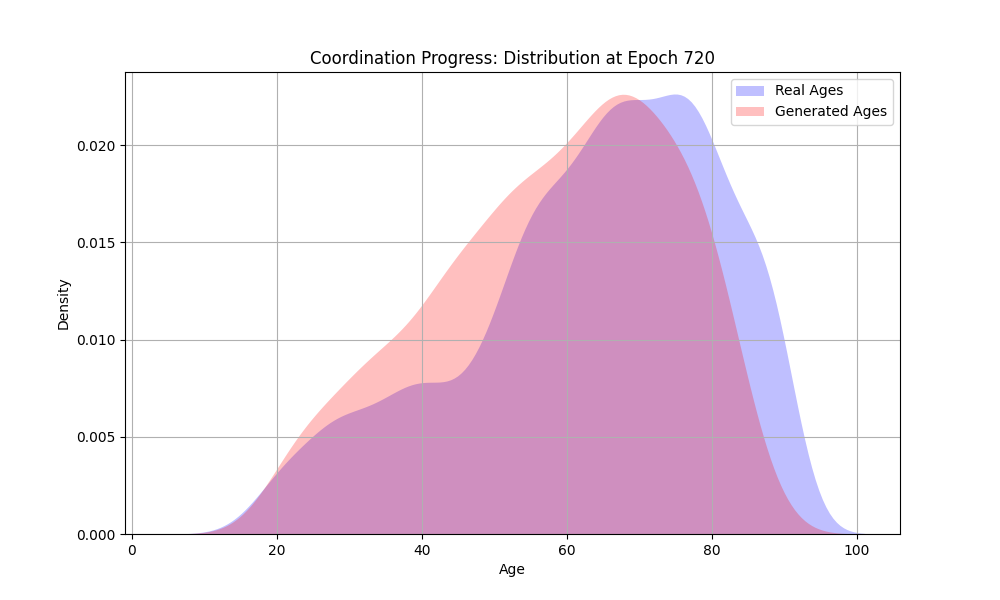 Coordination Progress: Distribution at Epoch 720
Real Ages
Generated Ages
0.020
0.015
0.010
0.005
0.000
Density
0 20 40 60 80 100
Age